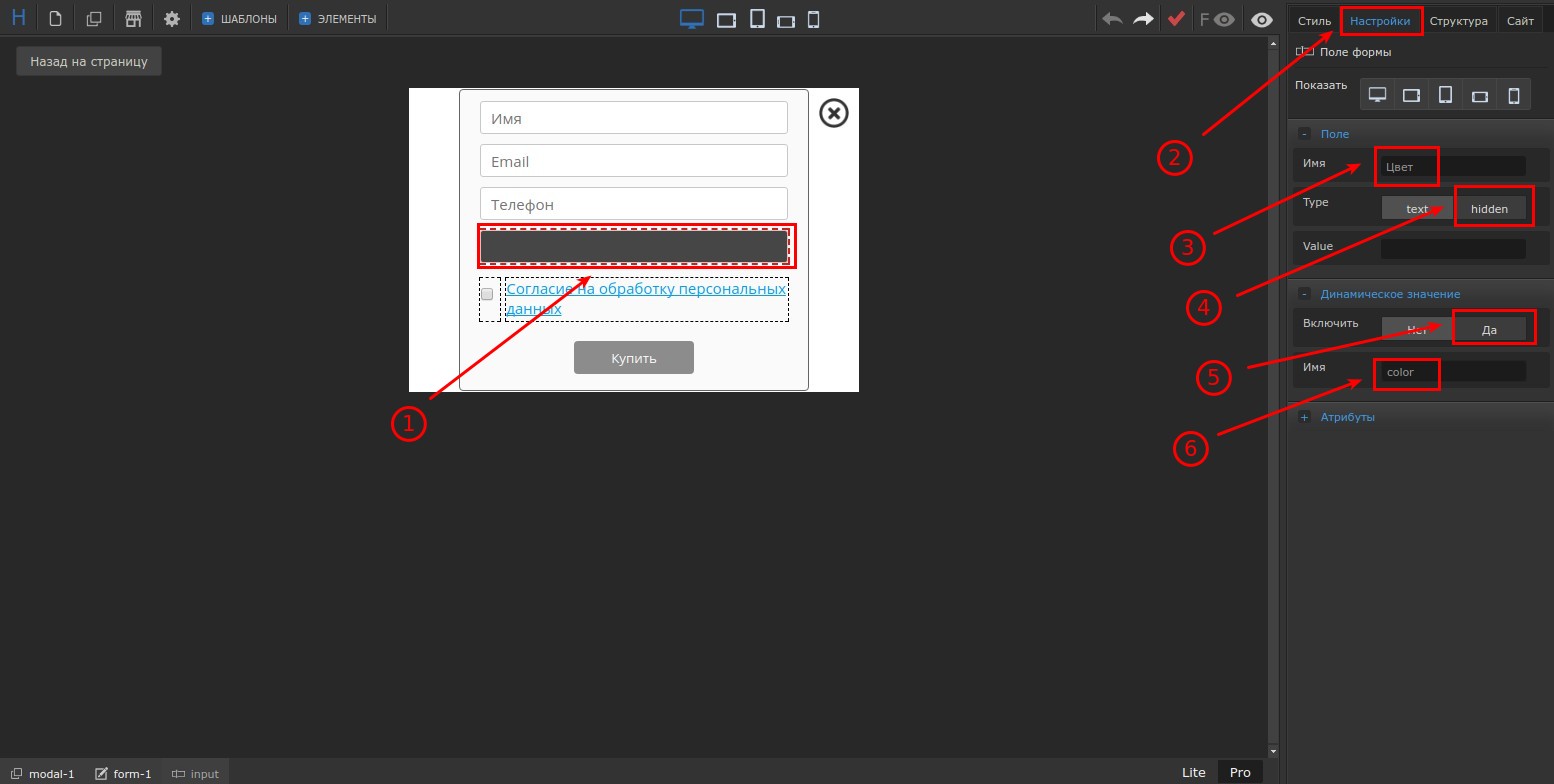 H
ШАБЛОНЫ
ЭЛЕМЕНТЫ
F
Стиль
Настройки
Структура
Сайт
Назад на страницу
Имя
Email
Телефон
Согласие на обработку персональных
данных
Купить
1
Поле формы
Показать
2
- Поле
Имя
Цвет
3
Type
text
hidden
4
Value
- Динамическое значение
Включить
Нет
Да
5
Имя
color
6
+ Атрибуты
modal-1
form-1
input
Lite
Pro